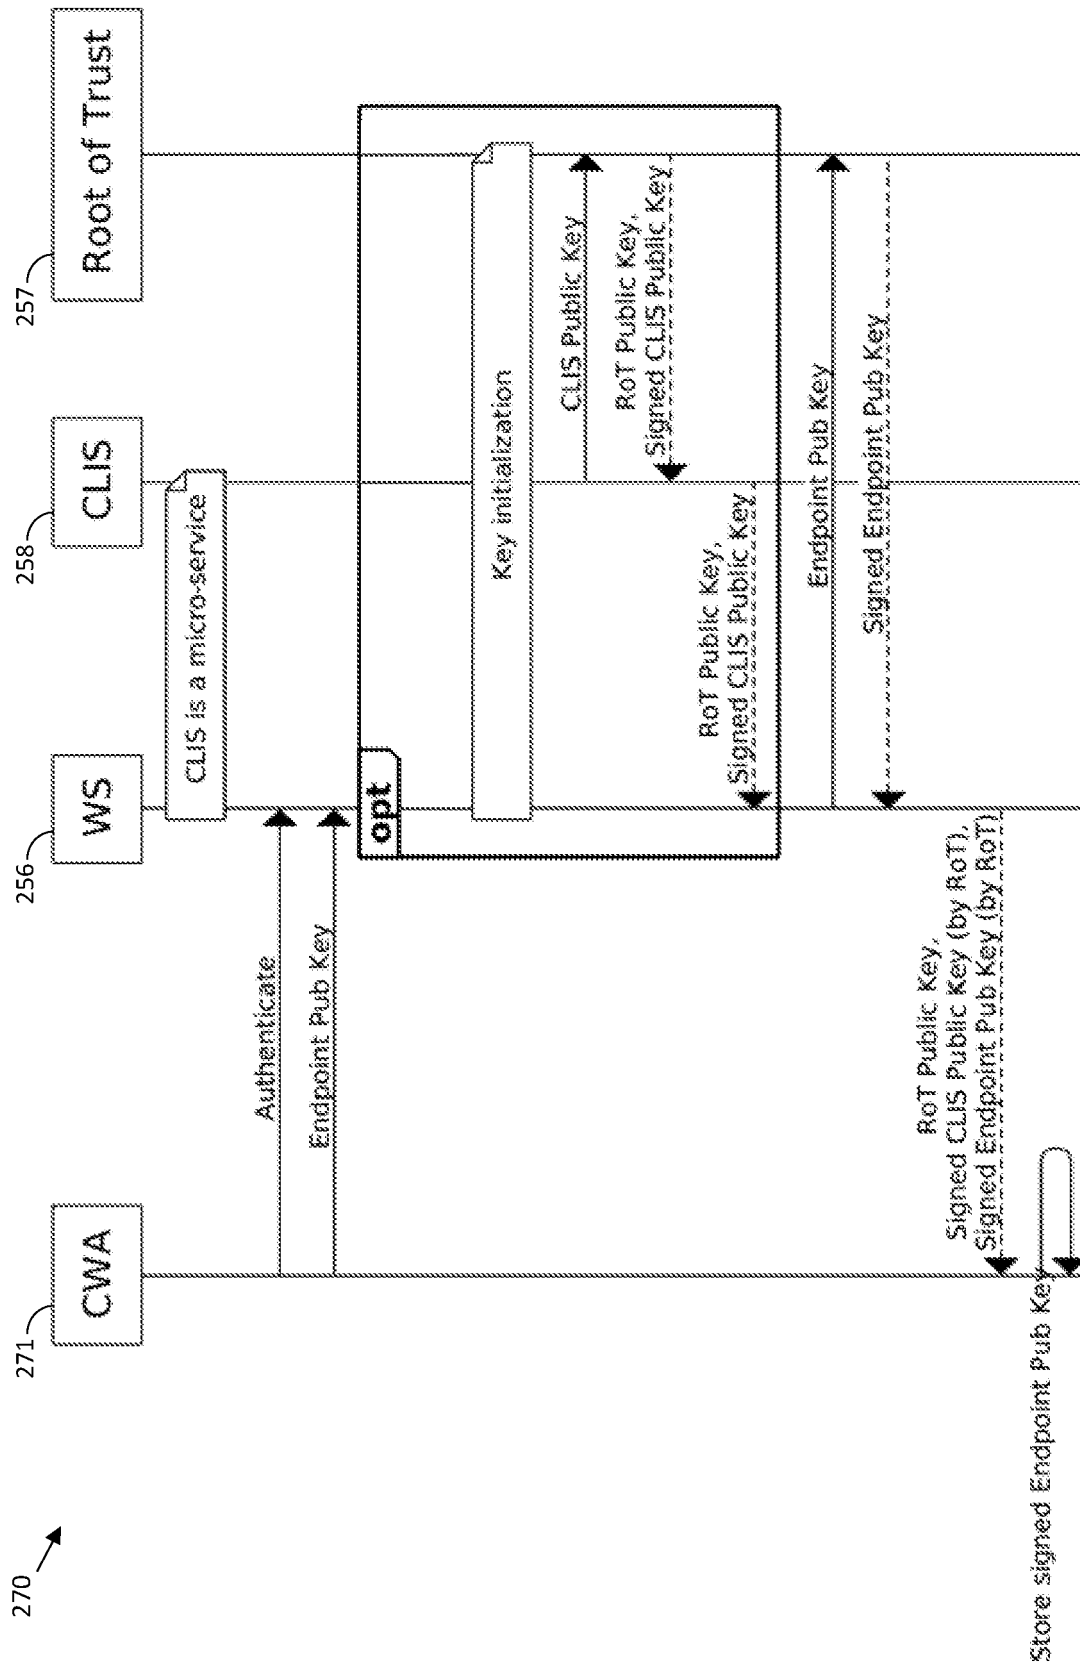 270
271
CWA
256
WS
258
CLIS
257
Root of Trust
CLIS is a micro-service
Authenticate
Endpoint Pub Key
opt
Key initialization
CLIS Public Key
RoT Public Key,
Signed CLIS Public Key
RoT Public Key,
Signed CLIS Public Key
Endpoint Pub Key
Signed Endpoint Pub Key
RoT Public Key,
Signed CLIS Public Key (by RoT),
Signed Endpoint Pub Key (by RoT)
Store signed Endpoint Pub Key